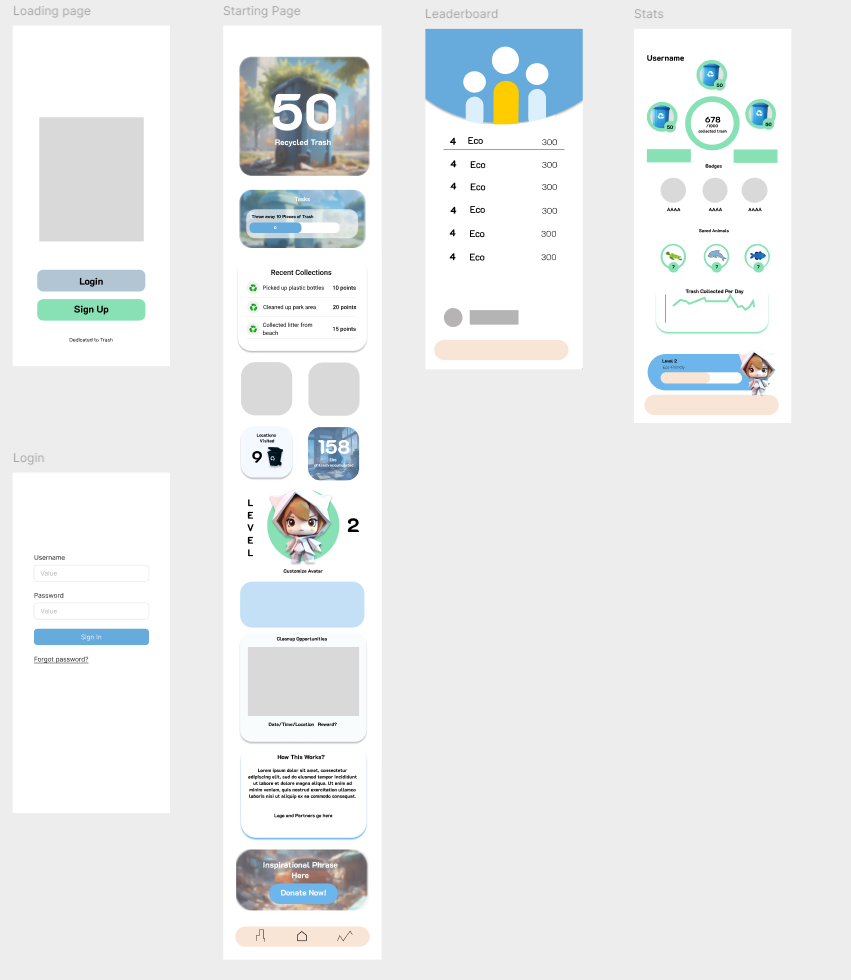 Loading page
Login
Sign Up
Dedicated to Trash
Login
Username
Value
Password
Value
Sign In
Forgot password?
Starting Page
50
Recycled Trash
Tasks
Throw away 10 Pieces of Trash
6
Recent Collections
Picked up plastic bottles 10 points
Cleaned up park area 20 points
Collected litter from
beach
15 points
Locations
Visited
9
158
lbs
of trash accumulated
L
E
V
E
L
2
Customize Avatar
Cleanup Opportunities
Date/Time/Location Reward?
How This Works?
Lorem ipsum dolor sit amet, consectetur
adipiscing elit, sed do eiusmod tempor incididunt
ut labore et dolore magna aliqua. Ut enim ad
minim veniam, quis nostrud exercitation ullamco
laboris nisi ut aliquip ex ea commodo consequat.
Logo and Partners go here
Inspirational Phrase
Here
Donate Now!
Leaderboard
4 Eco 300
4 Eco 300
4 Eco 300
4 Eco 300
4 Eco 300
4 Eco 300
Stats
Username
50
50
50
678
/1000
collected trash
Badges
AAAA AAAA AAAA
Saved Animals
7 7 7
Trash Collected Per Day
Level 2
Eco-Friendly